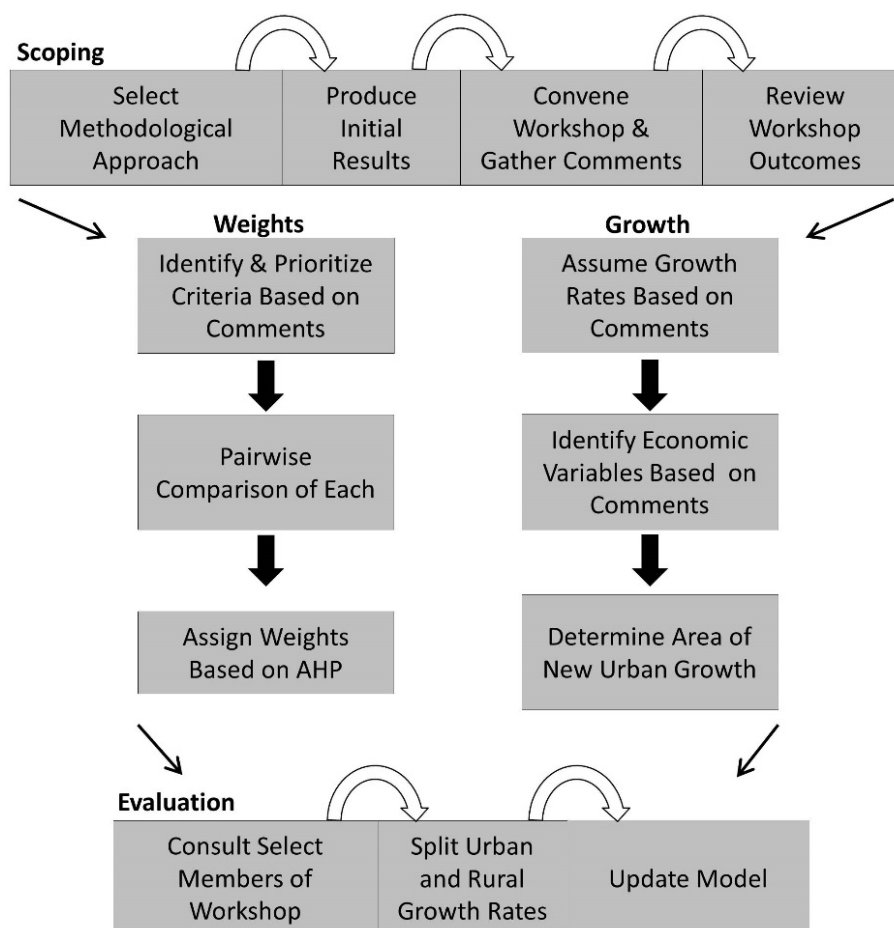 Scoping
Select
Methodological
Approach
Produce
Initial
Results
Convene
Workshop &
Gather Comments
Review
Workshop
Outcomes
Weights
Identify & Prioritize
Criteria Based on
Comments
Pairwise
Comparison of Each
Assign Weights
Based on AHP
Growth
Assume Growth
Rates Based on
Comments
Identify Economic
Variables Based on
Comments
Determine Area of
New Urban Growth
Evaluation
Consult Select
Members of
Workshop
Split Urban
and Rural
Growth Rates
Update Model